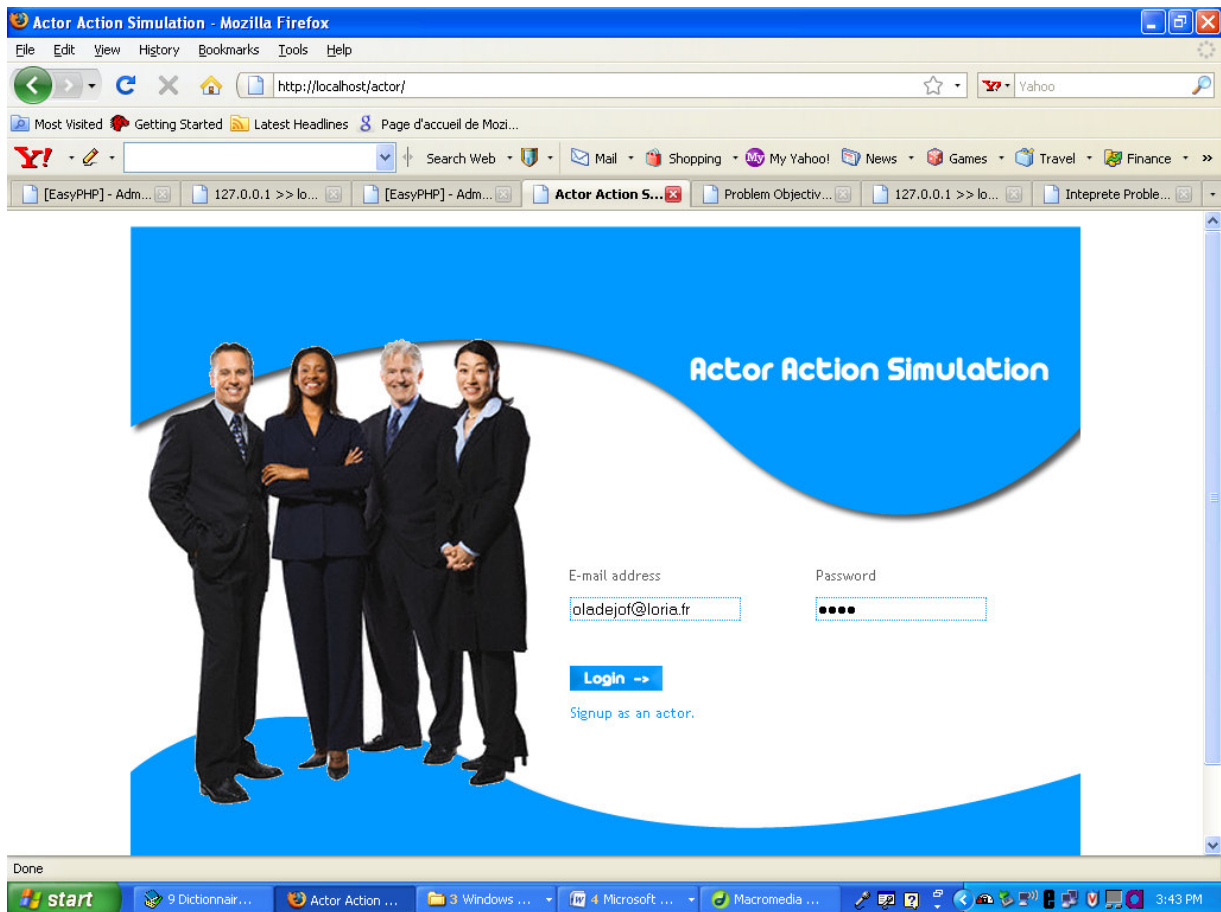 Actor Action Simulation - Mozilla Firefox
File Edit View History Bookmarks Tools Help
http://localhost/actor/
Yahoo
Most Visited Getting Started Latest Headlines Page d'accueil de Mozi...
Y! Search Web Mail Shopping My Yahoo! News Games Travel Finance »
[EasyPHP] - Adm... 127.0.0.1 >> lo... [EasyPHP] - Adm... Actor Action S... Problem Objectiv... 127.0.0.1 >> lo... Inteprete Proble...
Actor Action Simulation
E-mail address Password
oladejof@loria.fr ••••
Login ->
Signup as an actor.
Done
start 9 Dictionnair... Actor Action ... 3 Windows ... 4 Microsoft ... Macromedia ... 3:43 PM